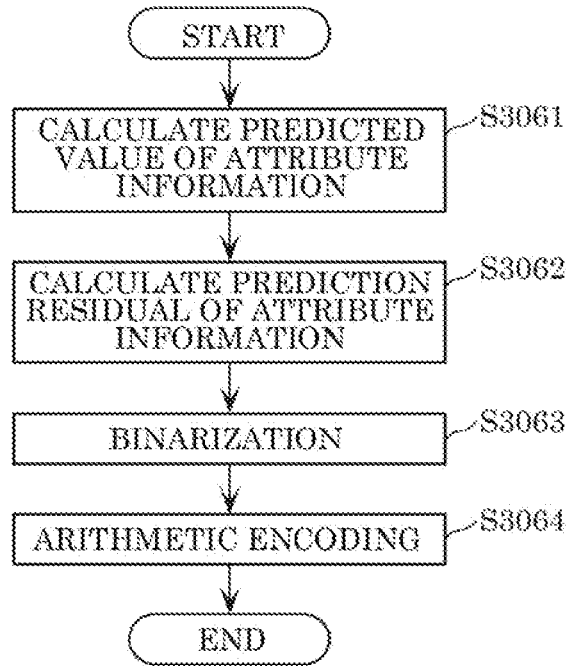 START
CALCULATE PREDICTED
VALUE OF ATTRIBUTE
INFORMATION
S3061
CALCULATE PREDICTION
RESIDUAL OF ATTRIBUTE
INFORMATION
S3062
BINARIZATION
S3063
ARITHMETIC ENCODING
S3064
END